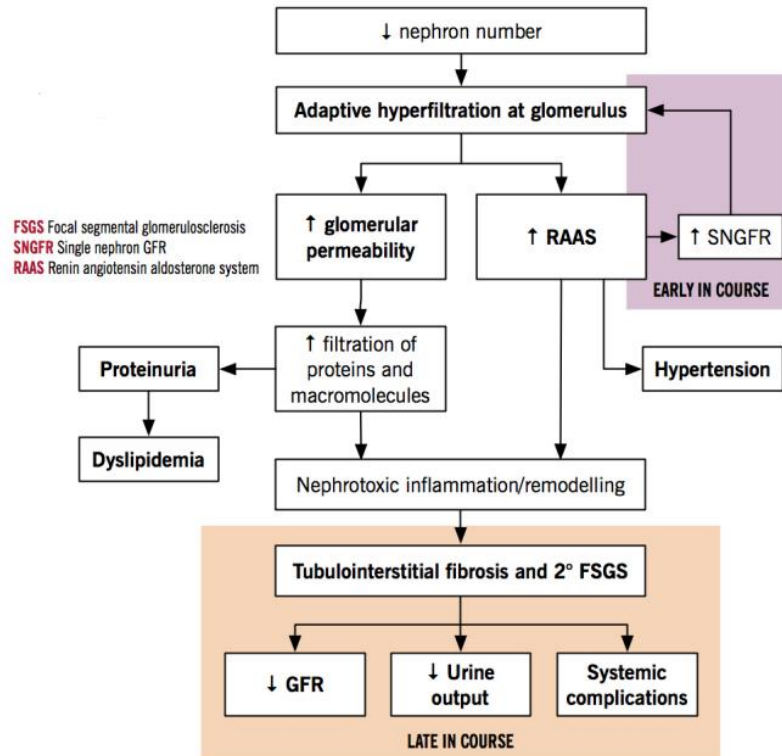 ↓ nephron number
Adaptive hyperfiltration at glomerulus
FSGS Focal segmental glomerulosclerosis
SNGFR Single nephron GFR
RAAS Renin angiotensin aldosterone system
↑ glomerular
permeability
↑ RAAS
↑ SNGFR
EARLY IN COURSE
↑ filtration of
proteins and
macromolecules
Proteinuria
Hypertension
Dyslipidemia
Nephrotoxic inflammation/remodelling
Tubulointerstitial fibrosis and 2° FSGS
↓ GFR
↓ Urine
output
Systemic
complications
LATE IN COURSE